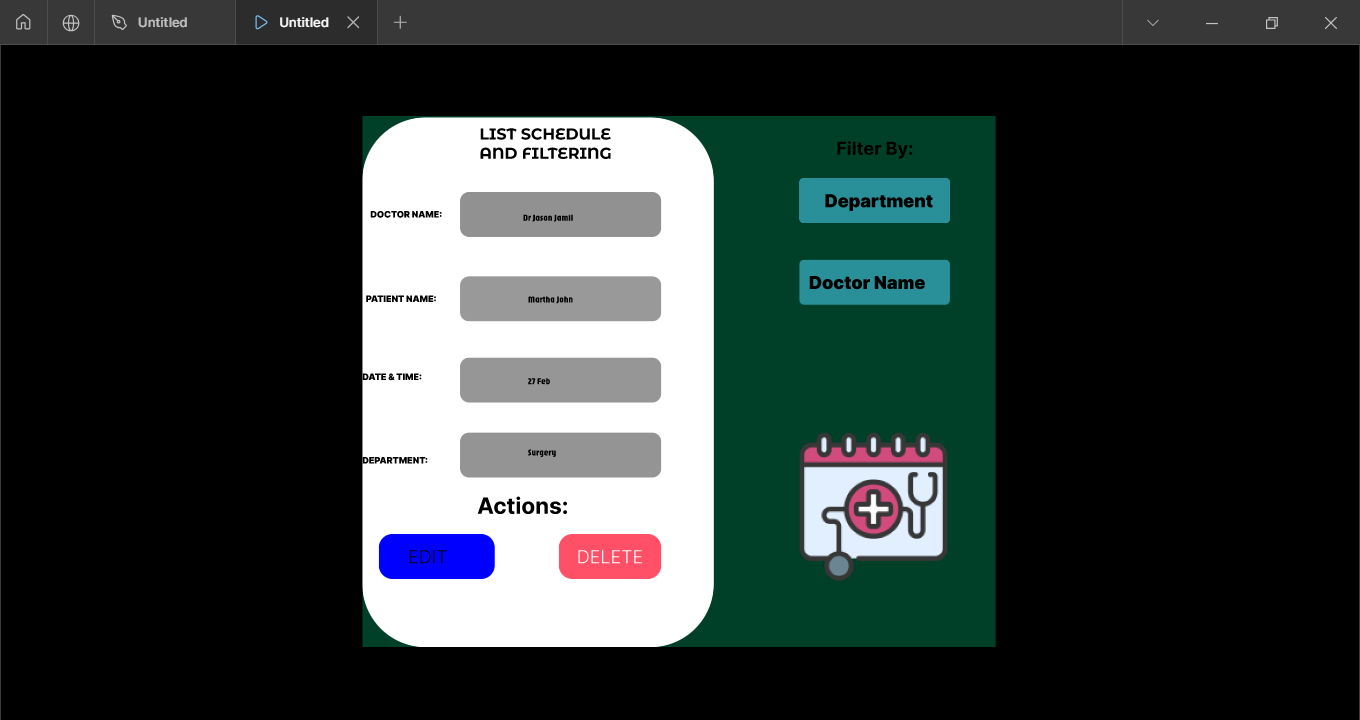 Untitled
Untitled
LIST SCHEDULE
AND FILTERING
DOCTOR NAME:
Dr Jason Jamil
PATIENT NAME:
Martha John
DATE & TIME:
27 Feb
DEPARTMENT:
Surgery
Actions:
EDIT
DELETE
Filter By:
Department
Doctor Name